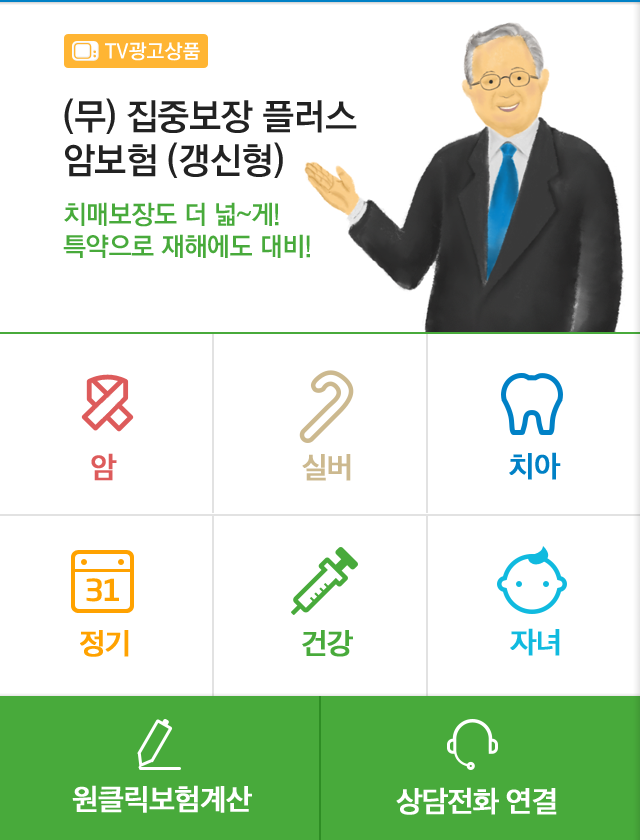 TV광고상품
(무) 집중보장 플러스
암보험 (갱신형)
치매보장도 더 넓~게!
특약으로 재해에도 대비!
암
실버
치아
31
정기
건강
자녀
원클릭보험계산
상담전화 연결